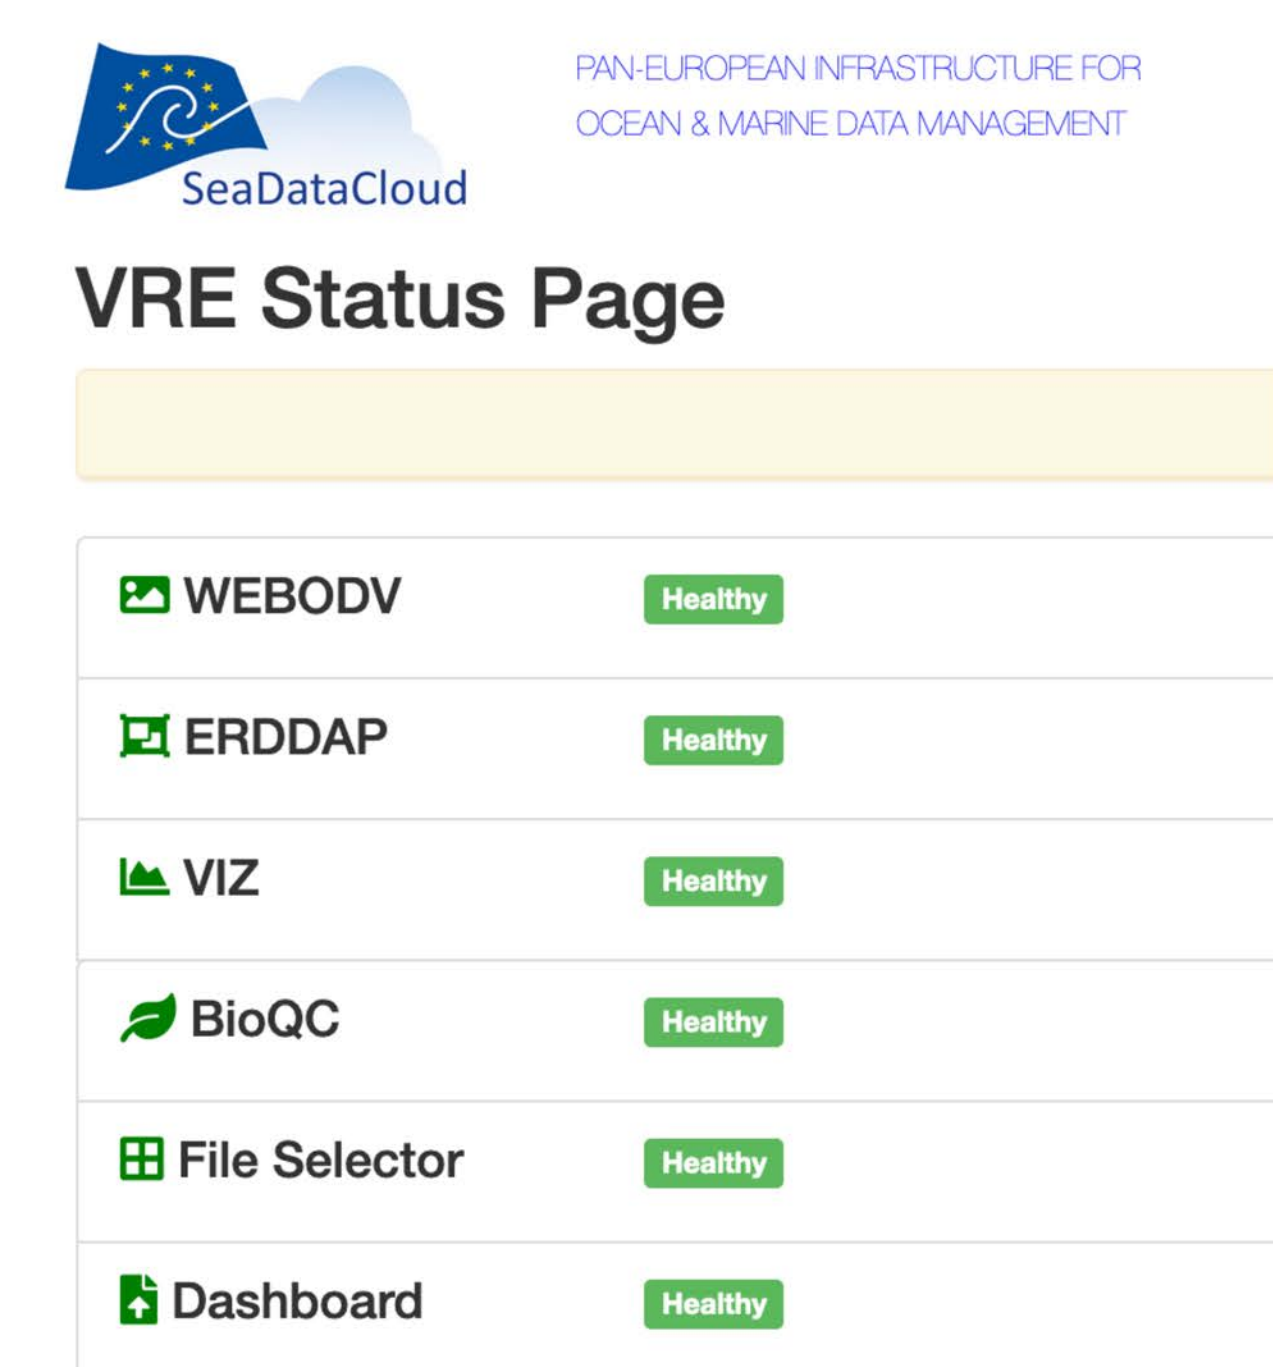 SeaDataCloud
PAN-EUROPEAN INFRASTRUCTURE FOR
OCEAN & MARINE DATA MANAGEMENT
VRE Status Page
WEBODV Healthy
ERDDAP Healthy
VIZ Healthy
BioQC Healthy
File Selector Healthy
Dashboard Healthy